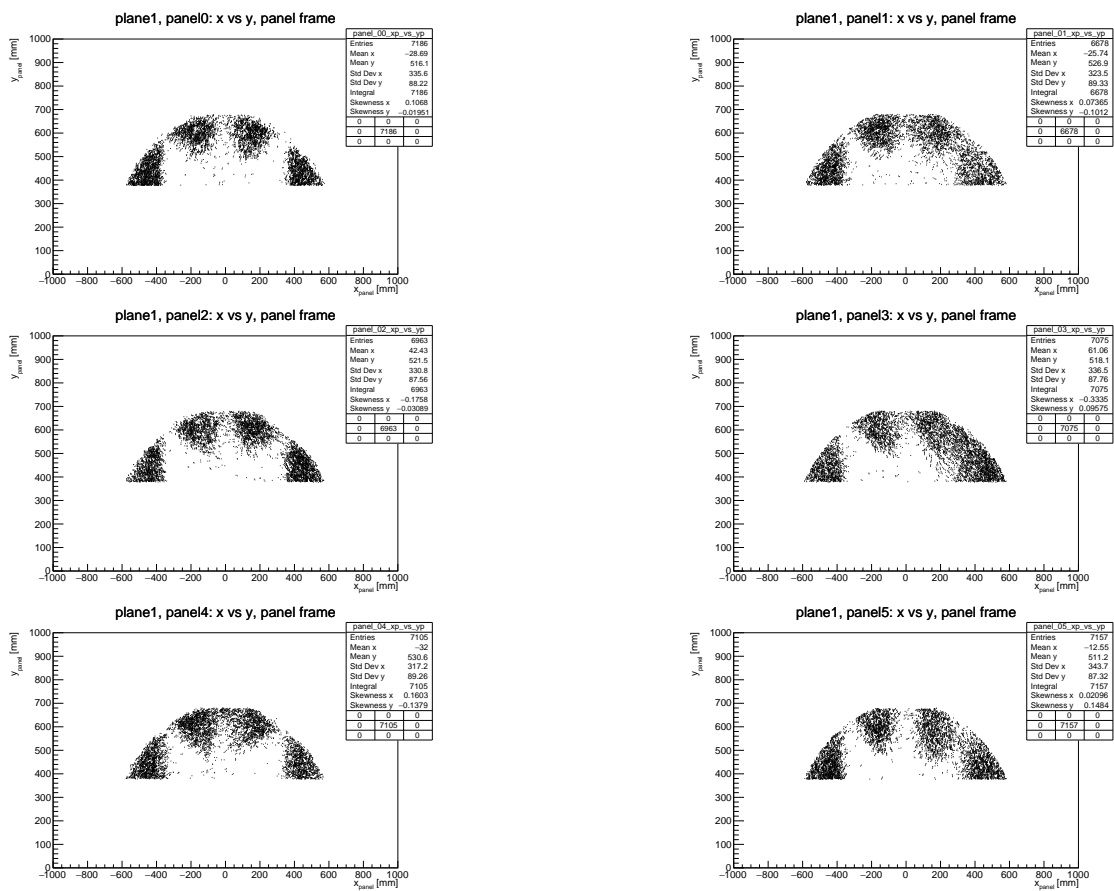 plane1, panel0: x vs y, panel frame
panel_00_xp_vs_yp
Entries 7186
Mean x −28.69
Mean y 516.1
Std Dev x 335.6
Std Dev y 88.22
Integral 7186
Skewness x 0.1068
Skewness y −0.01951
0 0 0
0 7186 0
0 0 0
y_panel [mm]
1000
900
800
700
600
500
400
300
200
100
0
−1000 −800 −600 −400 −200 0 200 400 600 800 1000
x_panel [mm]
plane1, panel1: x vs y, panel frame
panel_01_xp_vs_yp
Entries 6678
Mean x −25.74
Mean y 526.9
Std Dev x 323.5
Std Dev y 89.33
Integral 6678
Skewness x 0.07365
Skewness y −0.1012
0 0 0
0 6678 0
0 0 0
y_panel [mm]
1000
900
800
700
600
500
400
300
200
100
0
−1000 −800 −600 −400 −200 0 200 400 600 800 1000
x_panel [mm]
plane1, panel2: x vs y, panel frame
panel_02_xp_vs_yp
Entries 6963
Mean x 42.43
Mean y 521.5
Std Dev x 330.8
Std Dev y 87.56
Integral 6963
Skewness x −0.1758
Skewness y −0.03089
0 0 0
0 6963 0
0 0 0
y_panel [mm]
1000
900
800
700
600
500
400
300
200
100
0
−1000 −800 −600 −400 −200 0 200 400 600 800 1000
x_panel [mm]
plane1, panel3: x vs y, panel frame
panel_03_xp_vs_yp
Entries 7075
Mean x 61.06
Mean y 518.1
Std Dev x 336.5
Std Dev y 87.76
Integral 7075
Skewness x −0.3335
Skewness y 0.09575
0 0 0
0 7075 0
0 0 0
y_panel [mm]
1000
900
800
700
600
500
400
300
200
100
0
−1000 −800 −600 −400 −200 0 200 400 600 800 1000
x_panel [mm]
plane1, panel4: x vs y, panel frame
panel_04_xp_vs_yp
Entries 7105
Mean x −32
Mean y 530.6
Std Dev x 317.2
Std Dev y 89.26
Integral 7105
Skewness x 0.1603
Skewness y −0.1379
0 0 0
0 7105 0
0 0 0
y_panel [mm]
1000
900
800
700
600
500
400
300
200
100
0
−1000 −800 −600 −400 −200 0 200 400 600 800 1000
x_panel [mm]
plane1, panel5: x vs y, panel frame
panel_05_xp_vs_yp
Entries 7157
Mean x −12.55
Mean y 511.2
Std Dev x 343.7
Std Dev y 87.32
Integral 7157
Skewness x 0.02096
Skewness y 0.1484
0 0 0
0 7157 0
0 0 0
y_panel [mm]
1000
900
800
700
600
500
400
300
200
100
0
−1000 −800 −600 −400 −200 0 200 400 600 800 1000
x_panel [mm]